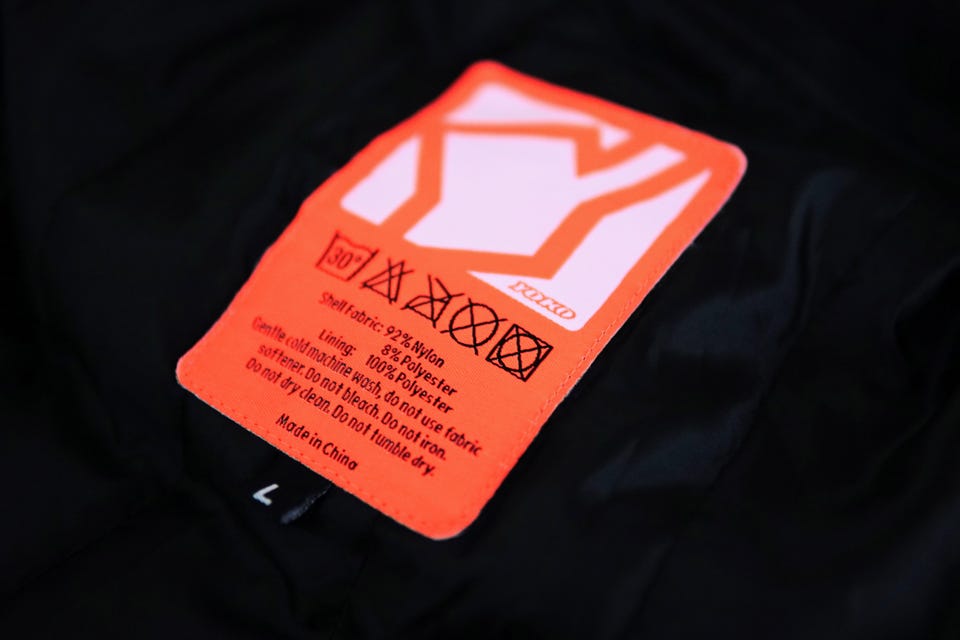 YOKO
30°
Shell Fabric: 92% Nylon
8% Polyester
Lining: 100% Polyester
Gentle cold machine wash, do not use fabric
softener. Do not bleach. Do not iron.
Do not dry clean. Do not tumble dry.
Made in China
L